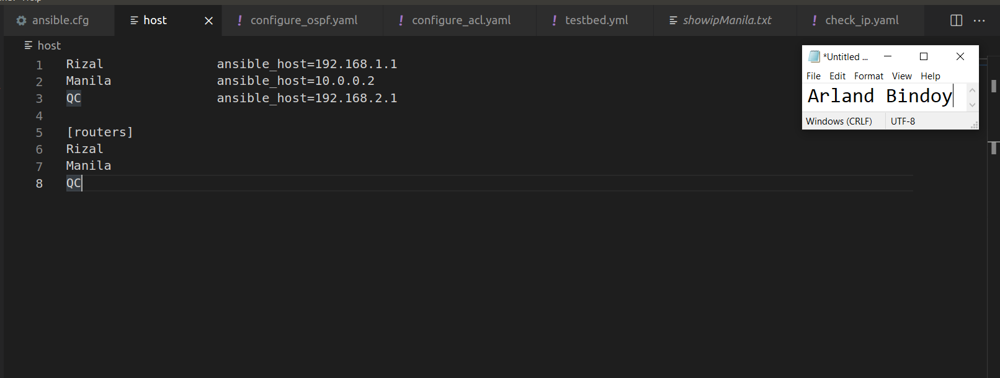 ansible.cfg host configure_ospf.yaml configure_acl.yaml testbed.yml showipManila.txt check_ip.yaml
host
1 Rizal ansible_host=192.168.1.1
2 Manila ansible_host=10.0.0.2
3 QC ansible_host=192.168.2.1
4
5 [routers]
6 Rizal
7 Manila
8 QC
*Untitled ...
File Edit Format View Help
Arland Bindoy
Windows (CRLF) UTF-8